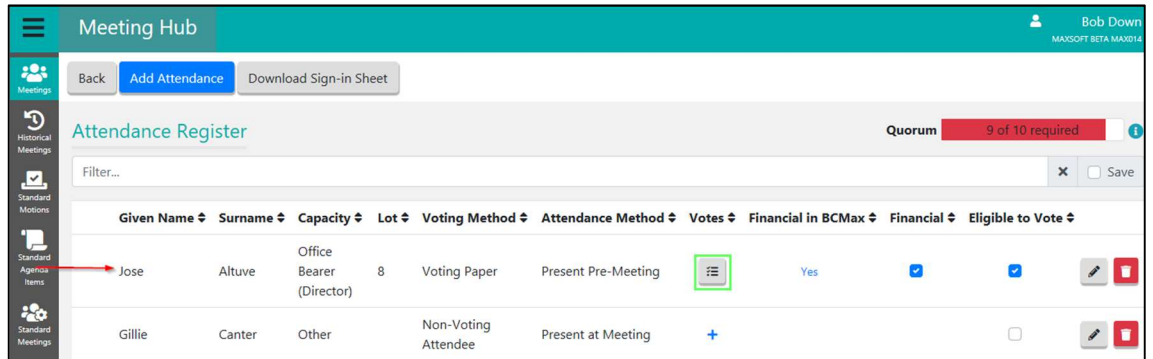 Meeting Hub
Bob Down
MAXSOFT BETA MAX014
Meetings
Back Add Attendance Download Sign-in Sheet
Historical
Meetings
Attendance Register
Quorum 9 of 10 required
Filter...
Save
Standard
Motions
Given Name Surname Capacity Lot Voting Method Attendance Method Votes Financial in BCMax Financial Eligible to Vote
Standard
Agenda
Items
Jose Altuve Office
Bearer
(Director) 8 Voting Paper Present Pre-Meeting Yes
Standard
Meetings
Gillie Canter Other Non-Voting
Attendee Present at Meeting